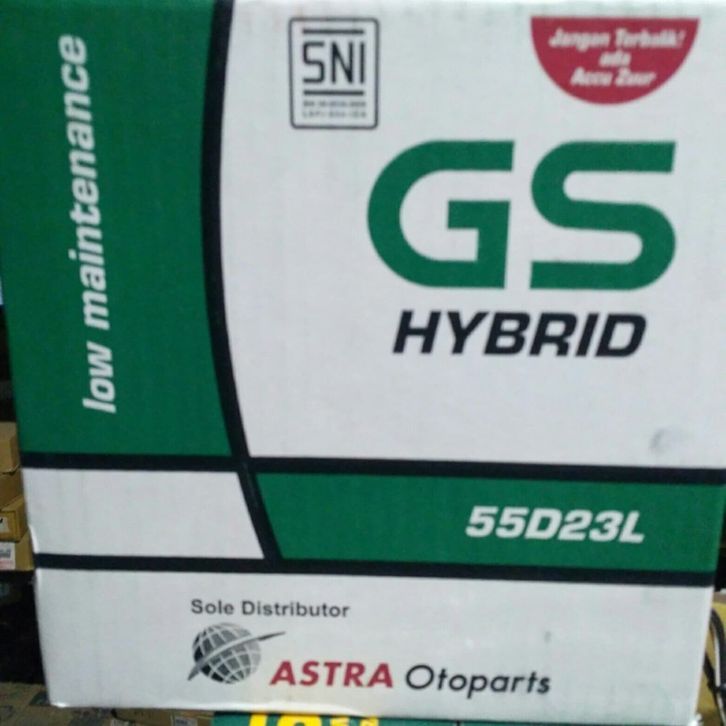 SNI
Jangan Terbalik!
ada
Accu Zuur
low maintenance
GS
HYBRID
55D23L
Sole Distributor
ASTRA Otoparts